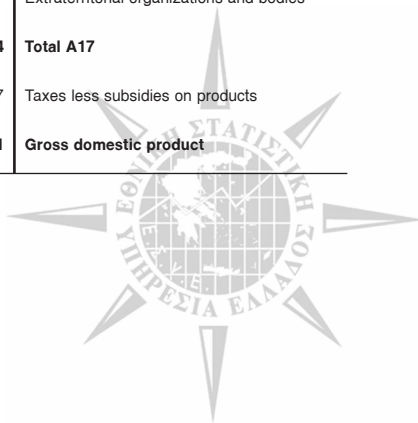 Extraterritorial organizations and bodies
4 Total A17
7 Taxes less subsidies on products
1 Gross domestic product
ΕΘΝΙΚΗ ΣΤΑΤΙΣΤΙΚΗ
ΥΠΗΡΕΣΙΑ ΕΛΛΑΔΟΣ
Ε.Σ.Υ.Ε.